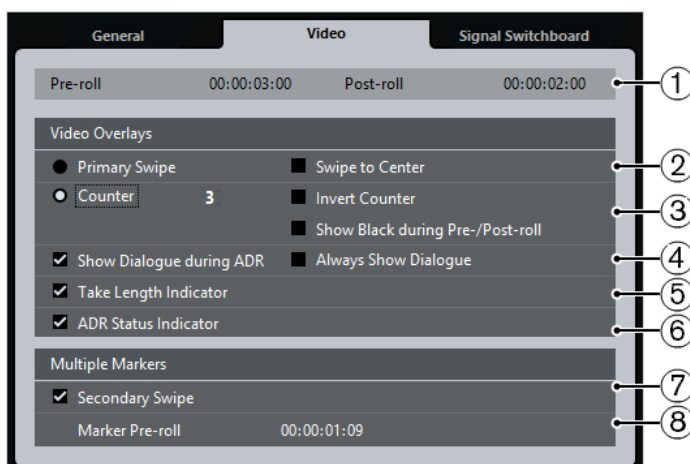 General Video Signal Switchboard
Pre-roll 00:00:03:00 Post-roll 00:00:02:00 1
Video Overlays
Primary Swipe Swipe to Center 2
Counter 3 Invert Counter 3
Show Black during Pre-/Post-roll
Show Dialogue during ADR Always Show Dialogue 4
Take Length Indicator 5
ADR Status Indicator 6
Multiple Markers
7
Secondary Swipe
Marker Pre-roll 00:00:01:09 8